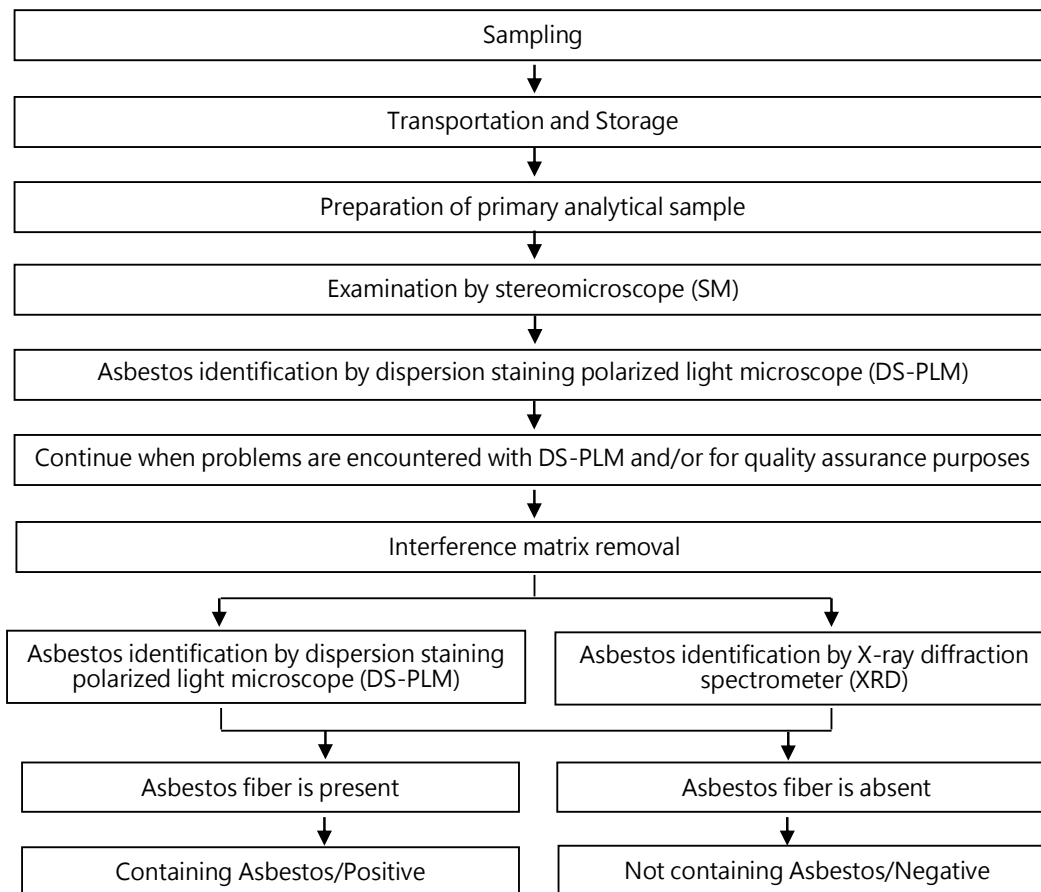 Sampling
Transportation and Storage
Preparation of primary analytical sample
Examination by stereomicroscope (SM)
Asbestos identification by dispersion staining polarized light microscope (DS-PLM)
Continue when problems are encountered with DS-PLM and/or for quality assurance purposes
Interference matrix removal
Asbestos identification by dispersion staining
polarized light microscope (DS-PLM)
Asbestos identification by X-ray diffraction
spectrometer (XRD)
Asbestos fiber is present
Asbestos fiber is absent
Containing Asbestos/Positive
Not containing Asbestos/Negative